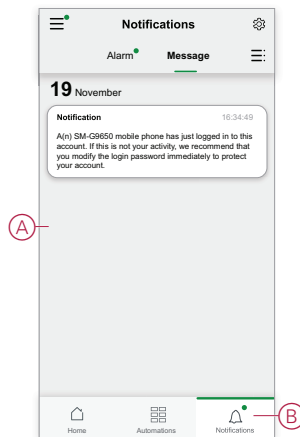 Notifications
Alarm Message
19 November
Notification 16:34:49
A(n) SM-G9650 mobile phone has just logged in to this
account. If this is not your activity, we recommend that
you modify the login password immediately to protect
your account.
A
B
Home Automations Notifications